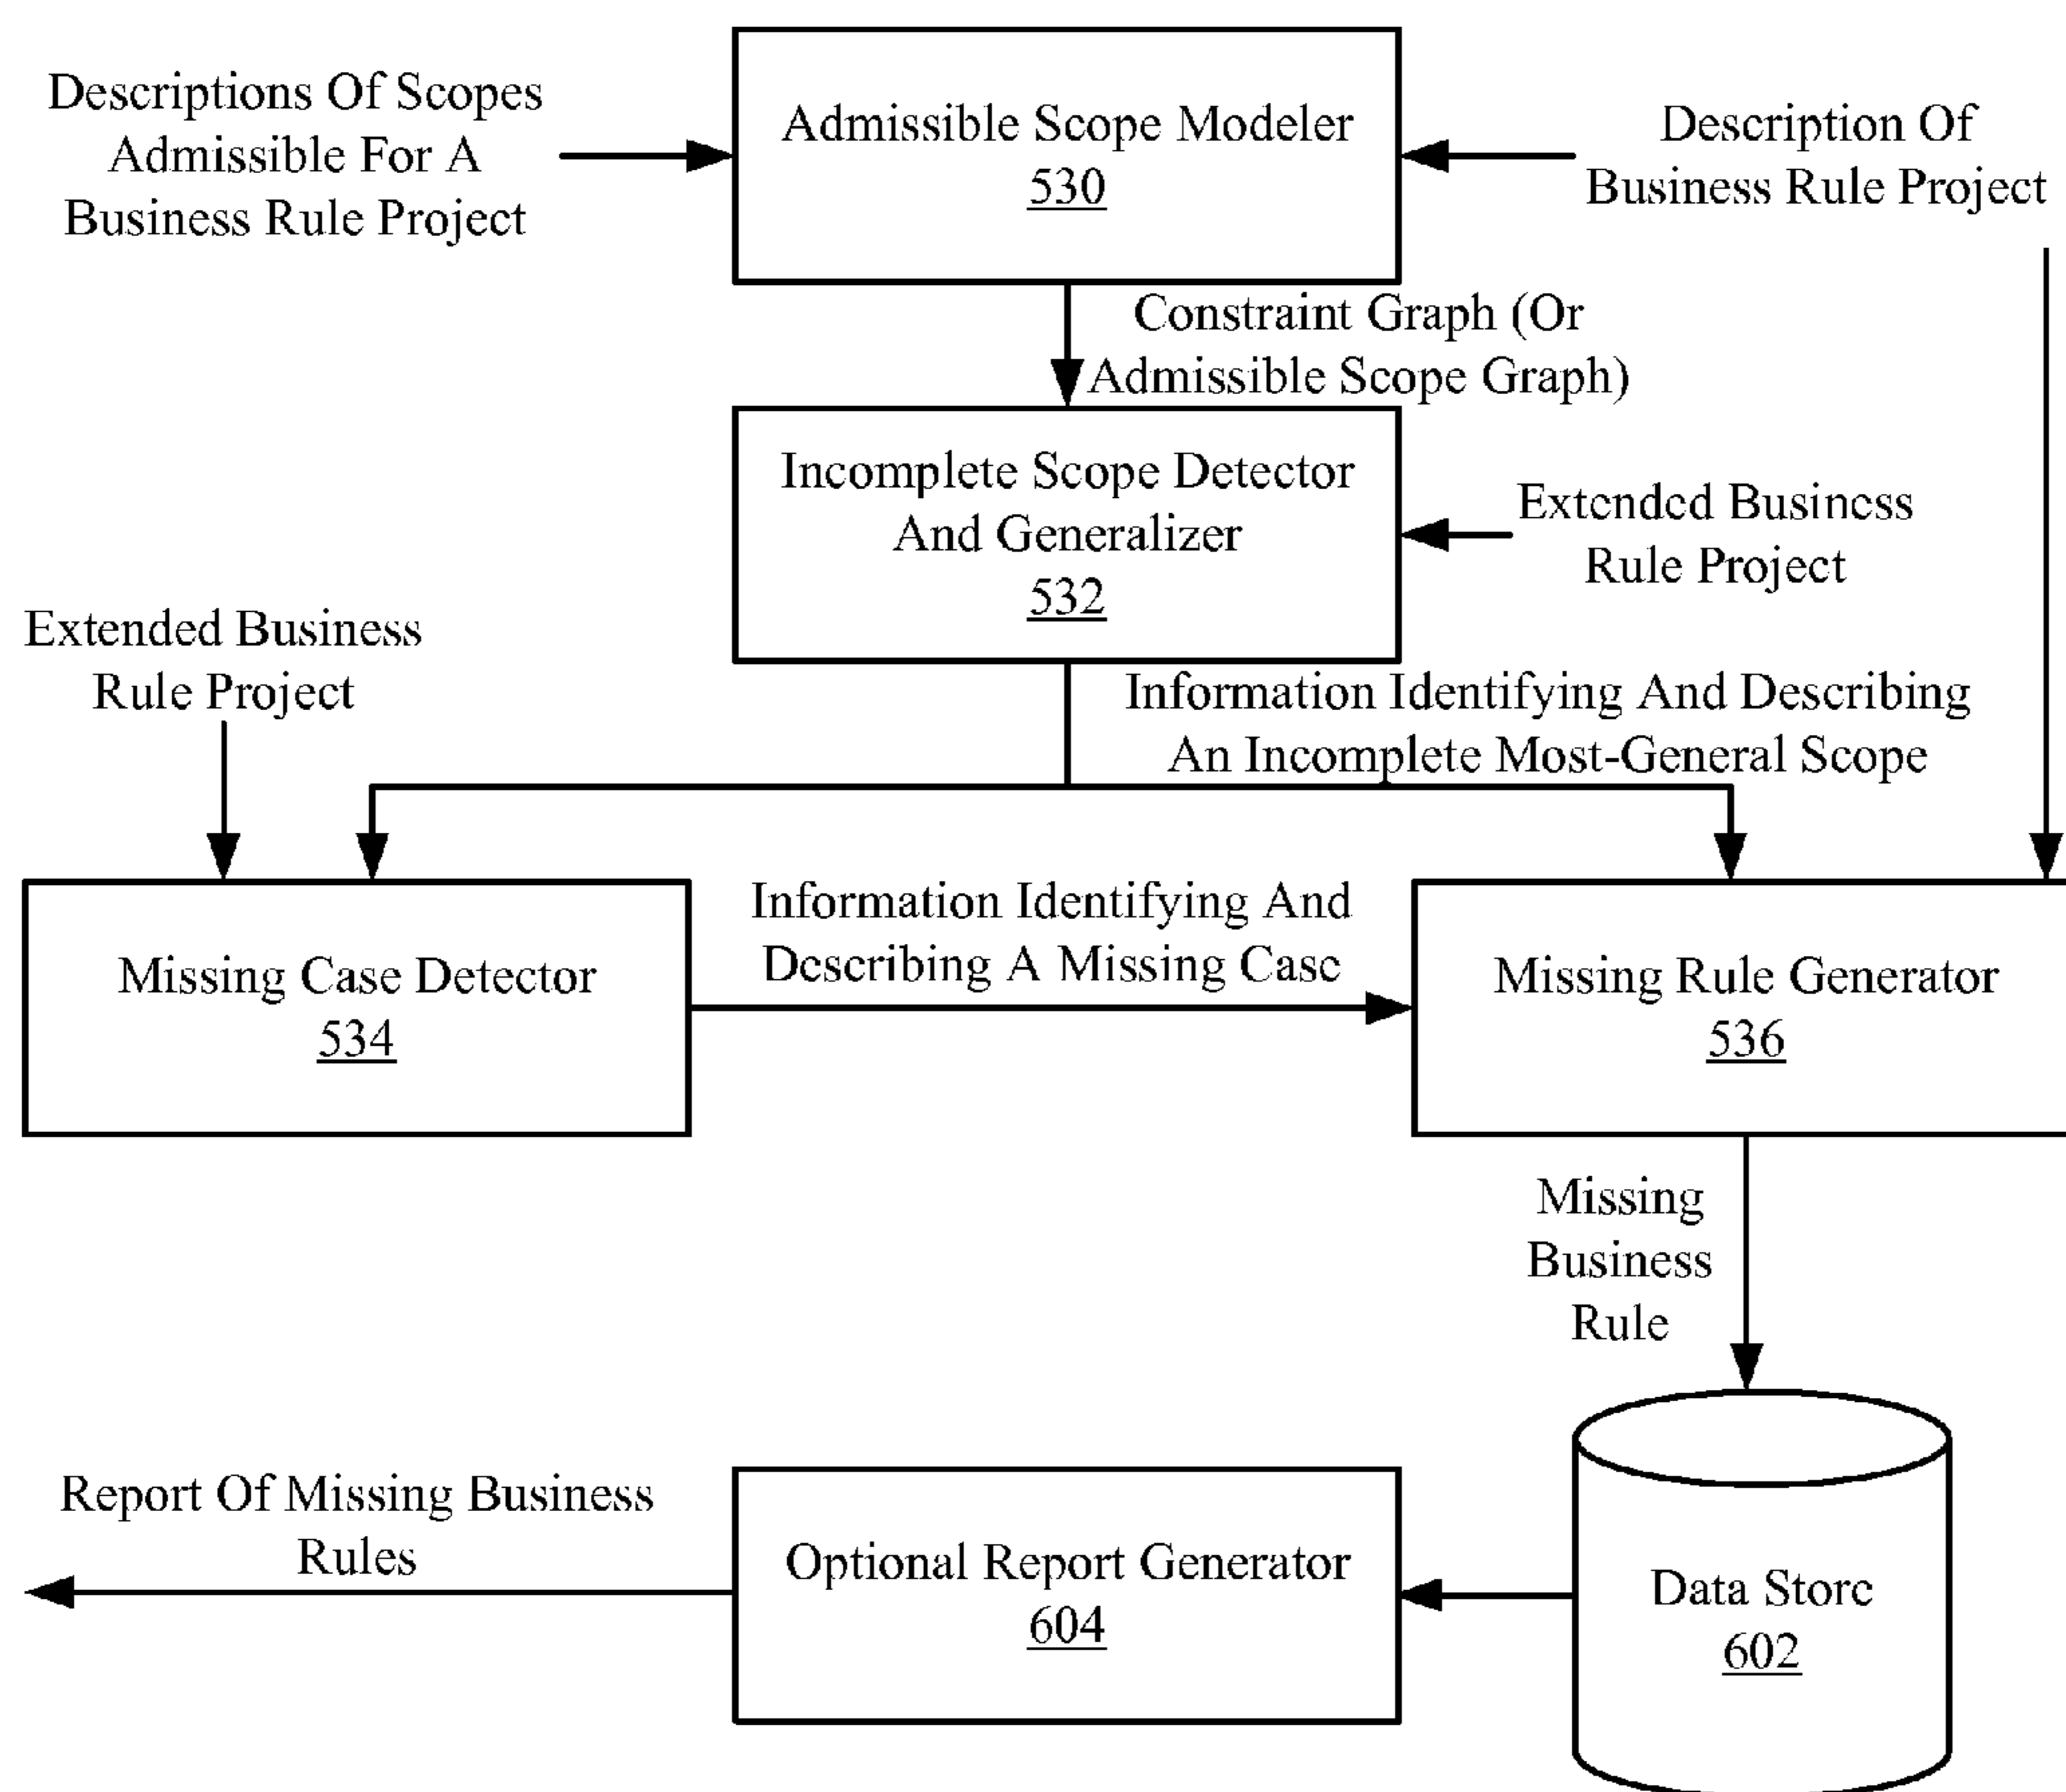 Descriptions Of Scopes
Admissible For A
Business Rule Project
Admissible Scope Modeler
530
Description Of
Business Rule Project
Constraint Graph (Or
Admissible Scope Graph)
Incomplete Scope Detector
And Generalizer
532
Extended Business
Rule Project
Extended Business
Rule Project
Information Identifying And Describing
An Incomplete Most-General Scope
Missing Case Detector
534
Information Identifying And
Describing A Missing Case
Missing Rule Generator
536
Missing
Business
Rule
Report Of Missing Business
Rules
Optional Report Generator
604
Data Store
602